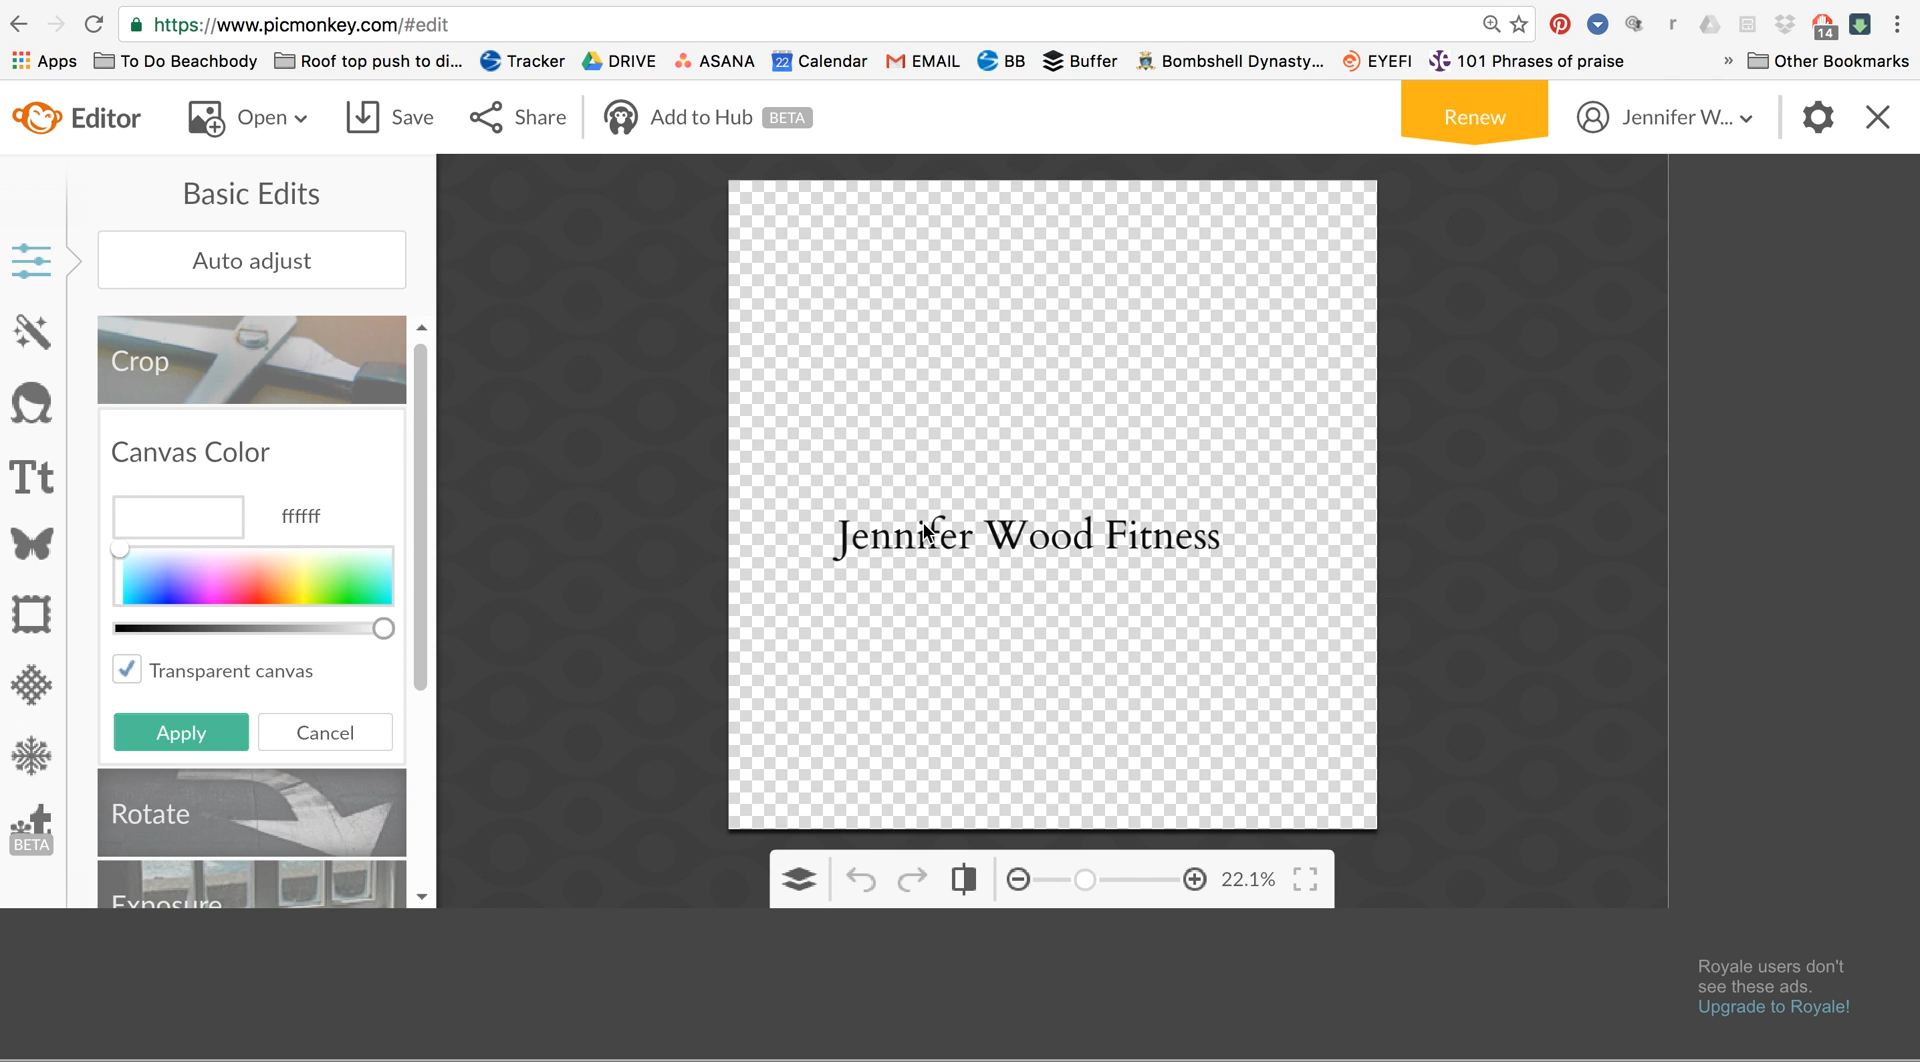 https://www.picmonkey.com/#edit
14
Apps To Do Beachbody Roof top push to di... Tracker DRIVE ASANA 22 Calendar EMAIL BB Buffer Bombshell Dynasty... EYEFI 101 Phrases of praise » Other Bookmarks
Editor Open Save Share Add to Hub BETA Renew Jennifer W...
Basic Edits
Auto adjust
Crop
Canvas Color
ffffff
Transparent canvas
Apply Cancel
Rotate
Exposure
Tt
BETA
Jennifer Wood Fitness
22.1%
Royale users don't
see these ads.
Upgrade to Royale!